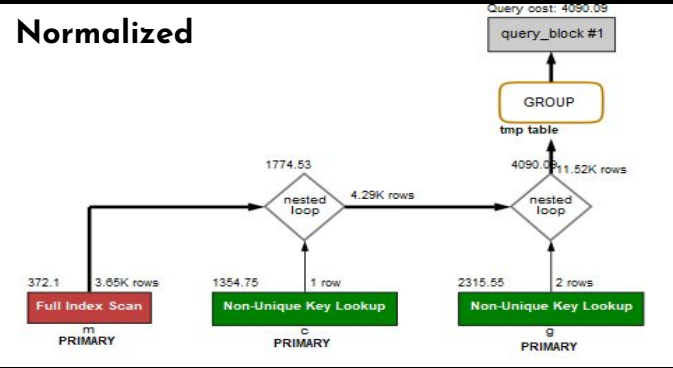 Query cost: 4090.09
Normalized
query_block #1
GROUP
tmp table
1774.53
4090.09
11.52K rows
nested
loop
4.29K rows
nested
loop
372.1
3.65K rows
1354.75
1 row
2315.55
2 rows
Full Index Scan
Non-Unique Key Lookup
Non-Unique Key Lookup
m
c
g
PRIMARY
PRIMARY
PRIMARY